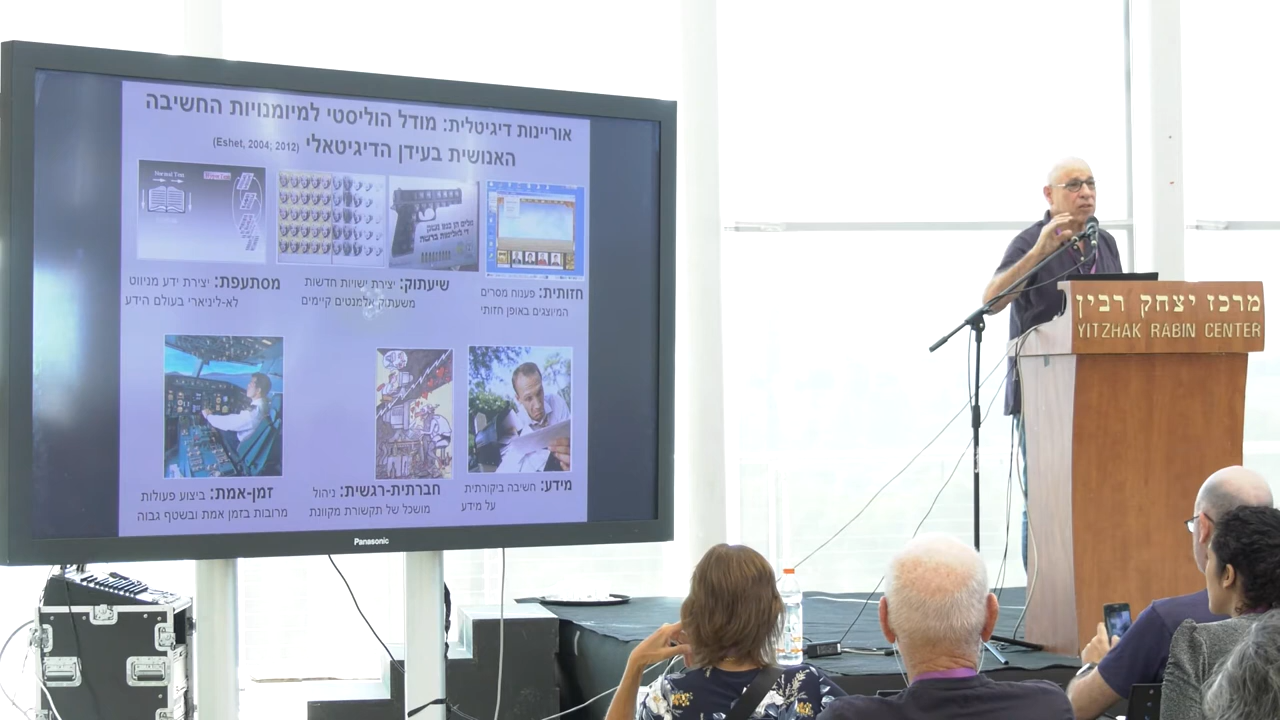 אוריינות דיגיטלית: מודל הוליסטי למיומנויות החשיבה
האנושית בעידן הדיגיטאלי (Eshet, 2004; 2012)
Normal Text
חזותית: פענוח מסרים
המיוצגים באופן חזותי
שיעתוק: יצירת ישויות חדשות
משעתוק אלמנטים קיימים
מסתעפת: יצירת ידע מניווט
לא-ליניארי בעולם הידע
מידע: חשיבה ביקורתית
על מידע
חברתית-רגשית: ניהול
מושכל של תקשורת מקוונת
זמן-אמת: ביצוע פעולות
מרובות בזמן אמת ובשטף גבוה
Panasonic
מרכז יצחק רבין
YITZHAK RABIN CENTER